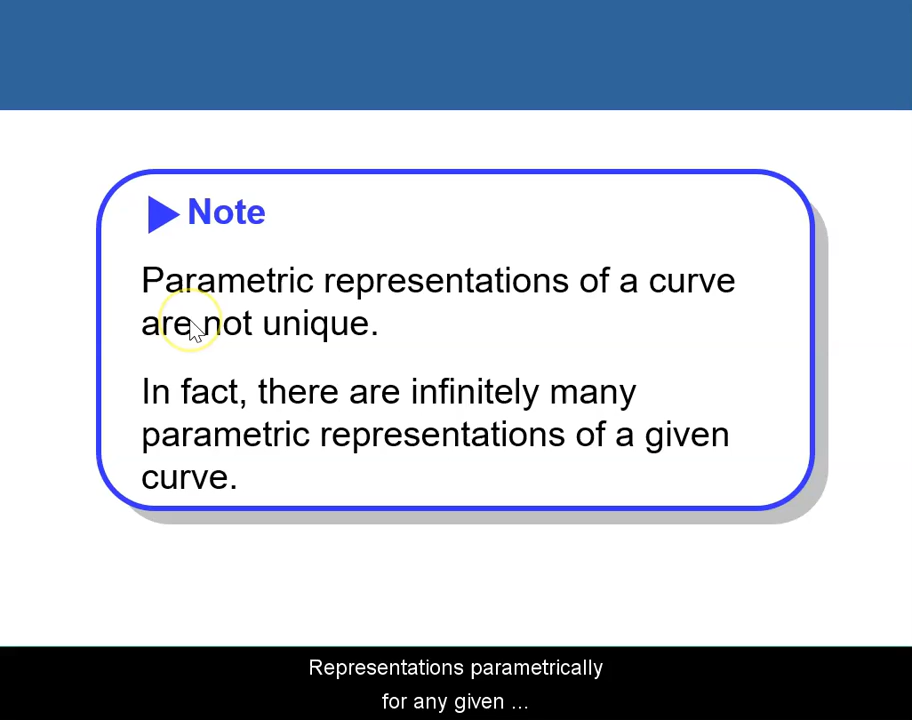 Note
Parametric representations of a curve
are not unique.
In fact, there are infinitely many
parametric representations of a given
curve.
Representations parametrically
for any given ...